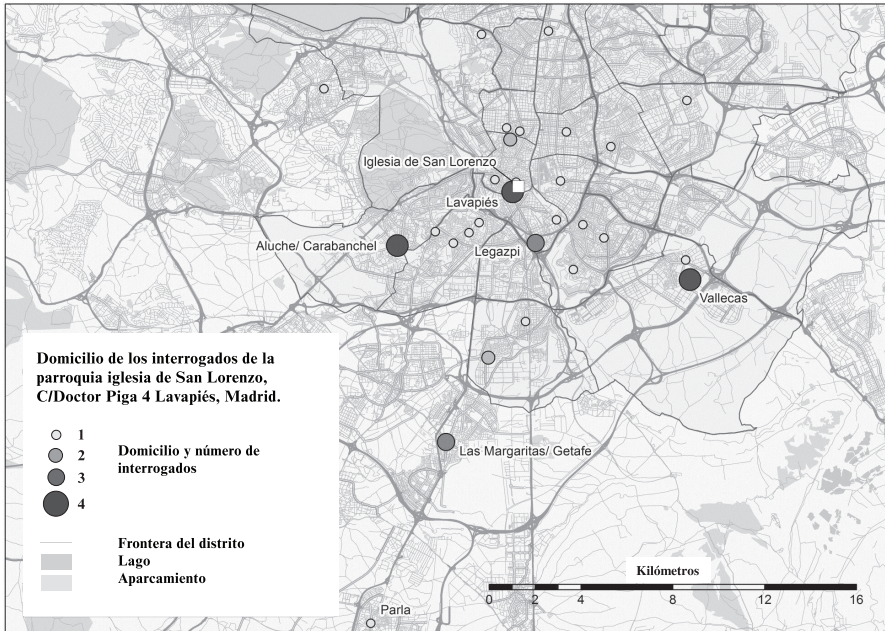 Iglesia de San Lorenzo
Lavapiés
Aluche/ Carabanchel
Legazpi
Vallecas
Domicilio de los interrogados de la
parroquia iglesia de San Lorenzo,
C/Doctor Piga 4 Lavapiés, Madrid.
1
2
3
4
Domicilio y número de
interrogados
Las Margaritas/ Getafe
Frontera del distrito
Lago
Aparcamiento
Kilómetros
0 2 4 8 12 16
Parla